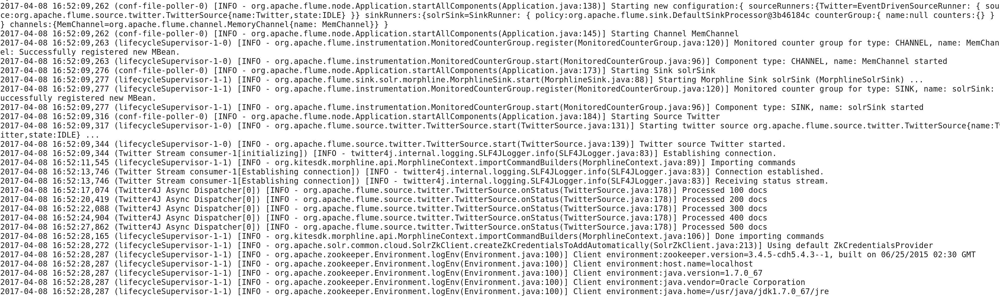 2017-04-08 16:52:09,262 (conf-file-poller-0) [INFO - org.apache.flume.node.Application.startAllComponents(Application.java:138)] Starting new configuration:{ sourceRunners:{Twitter=EventDrivenSourceRunner: { sou
ce:org.apache.flume.source.twitter.TwitterSource{name:Twitter,state:IDLE} }} sinkRunners:{solrSink=SinkRunner: { policy:org.apache.flume.sink.DefaultSinkProcessor@3b46184c counterGroup:{ name:null counters:{} }
} channels:{MemChannel=org.apache.flume.channel.MemoryChannel{name: MemChannel}} }
2017-04-08 16:52:09,262 (conf-file-poller-0) [INFO - org.apache.flume.node.Application.startAllComponents(Application.java:145)] Starting Channel MemChannel
2017-04-08 16:52:09,263 (lifecycleSupervisor-1-0) [INFO - org.apache.flume.instrumentation.MonitoredCounterGroup.register(MonitoredCounterGroup.java:120)] Monitored counter group for type: CHANNEL, name: MemChan
el: Successfully registered new MBean.
2017-04-08 16:52:09,263 (lifecycleSupervisor-1-0) [INFO - org.apache.flume.instrumentation.MonitoredCounterGroup.start(MonitoredCounterGroup.java:96)] Component type: CHANNEL, name: MemChannel started
2017-04-08 16:52:09,276 (conf-file-poller-0) [INFO - org.apache.flume.node.Application.startAllComponents(Application.java:173)] Starting Sink solrSink
2017-04-08 16:52:09,277 (lifecycleSupervisor-1-1) [INFO - org.apache.flume.sink.solr.morphline.MorphlineSink.start(MorphlineSink.java:88)] Starting Morphline Sink solrSink (MorphlineSolrSink) ...
2017-04-08 16:52:09,277 (lifecycleSupervisor-1-1) [INFO - org.apache.flume.instrumentation.MonitoredCounterGroup.register(MonitoredCounterGroup.java:120)] Monitored counter group for type: SINK, name: solrSink:
uccessfully registered new MBean.
2017-04-08 16:52:09,277 (lifecycleSupervisor-1-1) [INFO - org.apache.flume.instrumentation.MonitoredCounterGroup.start(MonitoredCounterGroup.java:96)] Component type: SINK, name: solrSink started
2017-04-08 16:52:09,316 (conf-file-poller-0) [INFO - org.apache.flume.node.Application.startAllComponents(Application.java:184)] Starting Source Twitter
2017-04-08 16:52:09,317 (lifecycleSupervisor-1-0) [INFO - org.apache.flume.source.twitter.TwitterSource.start(TwitterSource.java:131)] Starting twitter source org.apache.flume.source.twitter.TwitterSource{name:Tw
itter,state:IDLE} ...
2017-04-08 16:52:09,344 (lifecycleSupervisor-1-0) [INFO - org.apache.flume.source.twitter.TwitterSource.start(TwitterSource.java:139)] Twitter source Twitter started.
2017-04-08 16:52:09,344 (Twitter Stream consumer-1[initializing]) [INFO - twitter4j.internal.logging.SLF4JLogger.info(SLF4JLogger.java:83)] Establishing connection.
2017-04-08 16:52:11,545 (lifecycleSupervisor-1-1) [INFO - org.kitesdk.morphline.api.MorphlineContext.importCommandBuilders(MorphlineContext.java:89)] Importing commands
2017-04-08 16:52:13,746 (Twitter Stream consumer-1[Establishing connection]) [INFO - twitter4j.internal.logging.SLF4JLogger.info(SLF4JLogger.java:83)] Connection established.
2017-04-08 16:52:13,746 (Twitter Stream consumer-1[Establishing connection]) [INFO - twitter4j.internal.logging.SLF4JLogger.info(SLF4JLogger.java:83)] Receiving status stream.
2017-04-08 16:52:17,074 (Twitter4J Async Dispatcher[0]) [INFO - org.apache.flume.source.twitter.TwitterSource.onStatus(TwitterSource.java:178)] Processed 100 docs
2017-04-08 16:52:20,419 (Twitter4J Async Dispatcher[0]) [INFO - org.apache.flume.source.twitter.TwitterSource.onStatus(TwitterSource.java:178)] Processed 200 docs
2017-04-08 16:52:22,088 (Twitter4J Async Dispatcher[0]) [INFO - org.apache.flume.source.twitter.TwitterSource.onStatus(TwitterSource.java:178)] Processed 300 docs
2017-04-08 16:52:24,904 (Twitter4J Async Dispatcher[0]) [INFO - org.apache.flume.source.twitter.TwitterSource.onStatus(TwitterSource.java:178)] Processed 400 docs
2017-04-08 16:52:27,862 (Twitter4J Async Dispatcher[0]) [INFO - org.apache.flume.source.twitter.TwitterSource.onStatus(TwitterSource.java:178)] Processed 500 docs
2017-04-08 16:52:28,165 (lifecycleSupervisor-1-1) [INFO - org.kitesdk.morphline.api.MorphlineContext.importCommandBuilders(MorphlineContext.java:106)] Done importing commands
2017-04-08 16:52:28,272 (lifecycleSupervisor-1-1) [INFO - org.apache.solr.common.cloud.SolrZkClient.createZkCredentialsToAddAutomatically(SolrZkClient.java:213)] Using default ZkCredentialsProvider
2017-04-08 16:52:28,287 (lifecycleSupervisor-1-1) [INFO - org.apache.zookeeper.Environment.logEnv(Environment.java:100)] Client environment:zookeeper.version=3.4.5-cdh5.4.3--1, built on 06/25/2015 02:30 GMT
2017-04-08 16:52:28,287 (lifecycleSupervisor-1-1) [INFO - org.apache.zookeeper.Environment.logEnv(Environment.java:100)] Client environment:host.name=localhost
2017-04-08 16:52:28,287 (lifecycleSupervisor-1-1) [INFO - org.apache.zookeeper.Environment.logEnv(Environment.java:100)] Client environment:java.version=1.7.0_67
2017-04-08 16:52:28,287 (lifecycleSupervisor-1-1) [INFO - org.apache.zookeeper.Environment.logEnv(Environment.java:100)] Client environment:java.vendor=Oracle Corporation
2017-04-08 16:52:28,287 (lifecycleSupervisor-1-1) [INFO - org.apache.zookeeper.Environment.logEnv(Environment.java:100)] Client environment:java.home=/usr/java/jdk1.7.0_67/jre